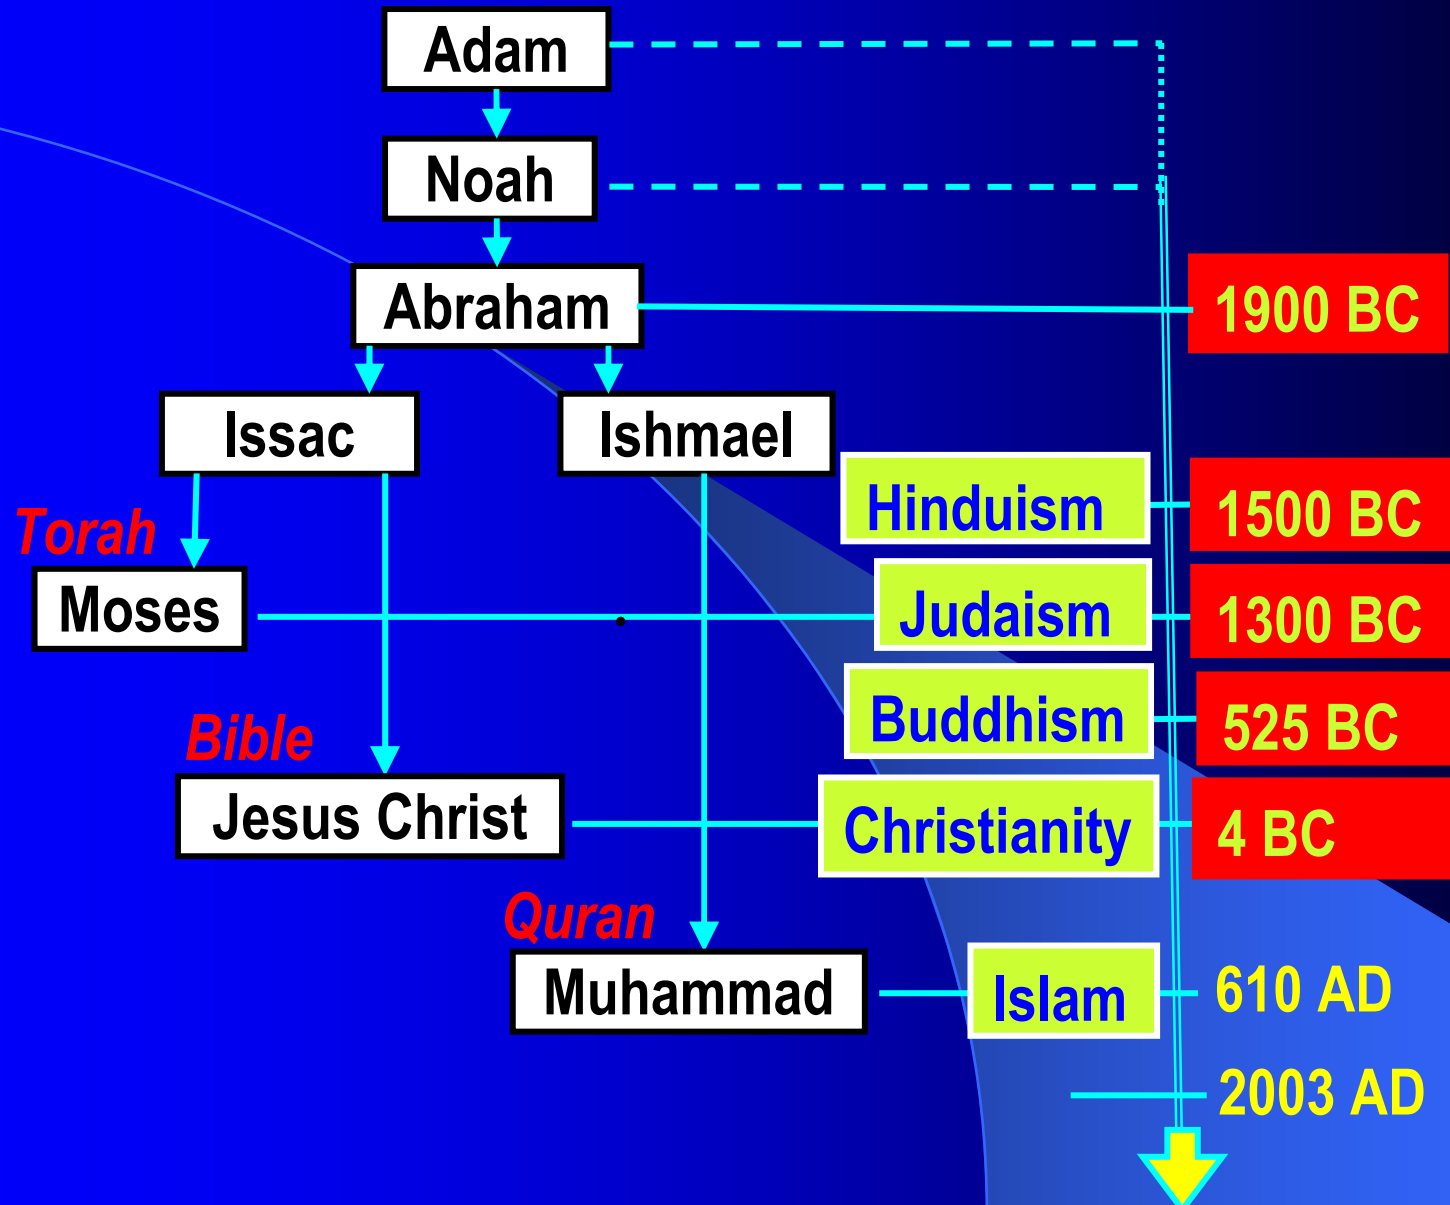 Adam
Noah
Abraham
1900 BC
Issac
Ishmael
Hinduism
1500 BC
Torah
Moses
Judaism
1300 BC
Buddhism
525 BC
Bible
Jesus Christ
Christianity
4 BC
Quran
Muhammad
Islam
610 AD
2003 AD